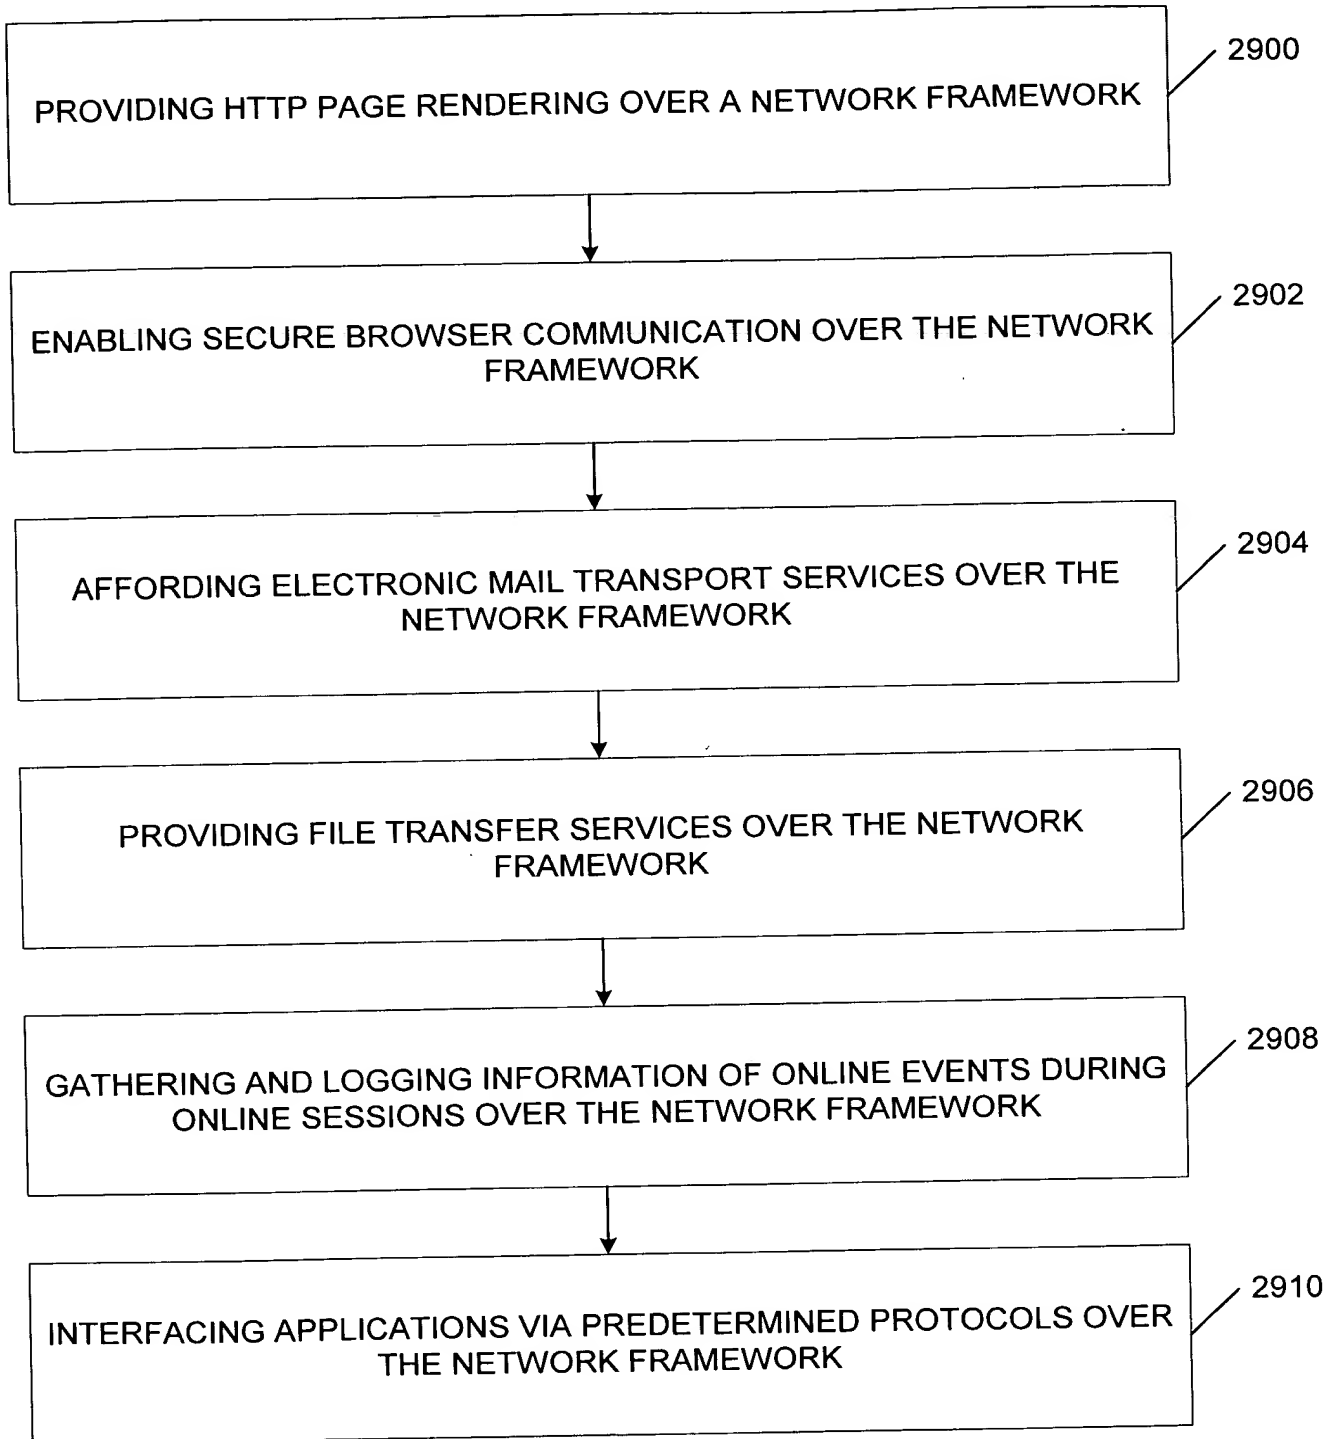 2900
PROVIDING HTTP PAGE RENDERING OVER A NETWORK FRAMEWORK
2902
ENABLING SECURE BROWSER COMMUNICATION OVER THE NETWORK
FRAMEWORK
2904
AFFORDING ELECTRONIC MAIL TRANSPORT SERVICES OVER THE
NETWORK FRAMEWORK
2906
PROVIDING FILE TRANSFER SERVICES OVER THE NETWORK
FRAMEWORK
2908
GATHERING AND LOGGING INFORMATION OF ONLINE EVENTS DURING
ONLINE SESSIONS OVER THE NETWORK FRAMEWORK
2910
INTERFACING APPLICATIONS VIA PREDETERMINED PROTOCOLS OVER
THE NETWORK FRAMEWORK